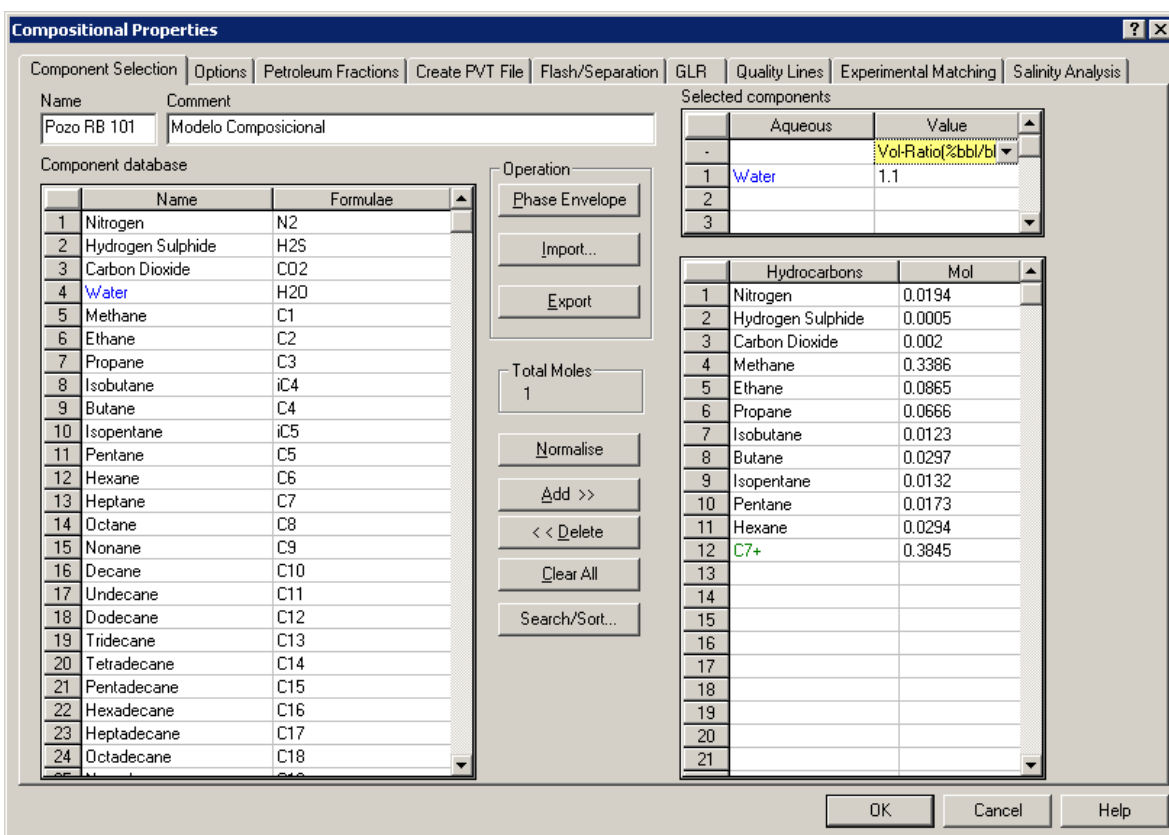 Compositional Properties
Component Selection Options Petroleum Fractions Create PVT File Flash/Separation GLR Quality Lines Experimental Matching Salinity Analysis
Name Comment
Pozo RB 101 Modelo Composicional
Component database
Name Formulae
1 Nitrogen N2
2 Hydrogen Sulphide H2S
3 Carbon Dioxide CO2
4 Water H2O
5 Methane C1
6 Ethane C2
7 Propane C3
8 Isobutane iC4
9 Butane C4
10 Isopentane iC5
11 Pentane C5
12 Hexane C6
13 Heptane C7
14 Octane C8
15 Nonane C9
16 Decane C10
17 Undecane C11
18 Dodecane C12
19 Tridecane C13
20 Tetradecane C14
21 Pentadecane C15
22 Hexadecane C16
23 Heptadecane C17
24 Octadecane C18
Operation
Phase Envelope
Import...
Export
Total Moles
1
Normalise
Add >>
<< Delete
Clear All
Search/Sort...
Selected components
Aqueous Value
- Vol-Ratio(%bbl/bl
1 Water 1.1
2
3
Hydrocarbons Mol
1 Nitrogen 0.0194
2 Hydrogen Sulphide 0.0005
3 Carbon Dioxide 0.002
4 Methane 0.3386
5 Ethane 0.0865
6 Propane 0.0666
7 Isobutane 0.0123
8 Butane 0.0297
9 Isopentane 0.0132
10 Pentane 0.0173
11 Hexane 0.0294
12 C7+ 0.3845
13
14
15
16
17
18
19
20
21
OK Cancel Help